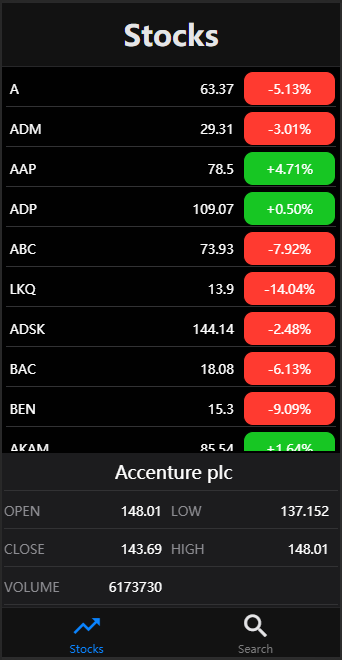 Stocks
A 63.37 -5.13%
ADM 29.31 -3.01%
AAP 78.5 +4.71%
ADP 109.07 +0.50%
ABC 73.93 -7.92%
LKQ 13.9 -14.04%
ADSK 144.14 -2.48%
BAC 18.08 -6.13%
BEN 15.3 -9.09%
AKAM 85.54 +1.64%
Accenture plc
OPEN 148.01 LOW 137.152
CLOSE 143.69 HIGH 148.01
VOLUME 6173730
Stocks Search